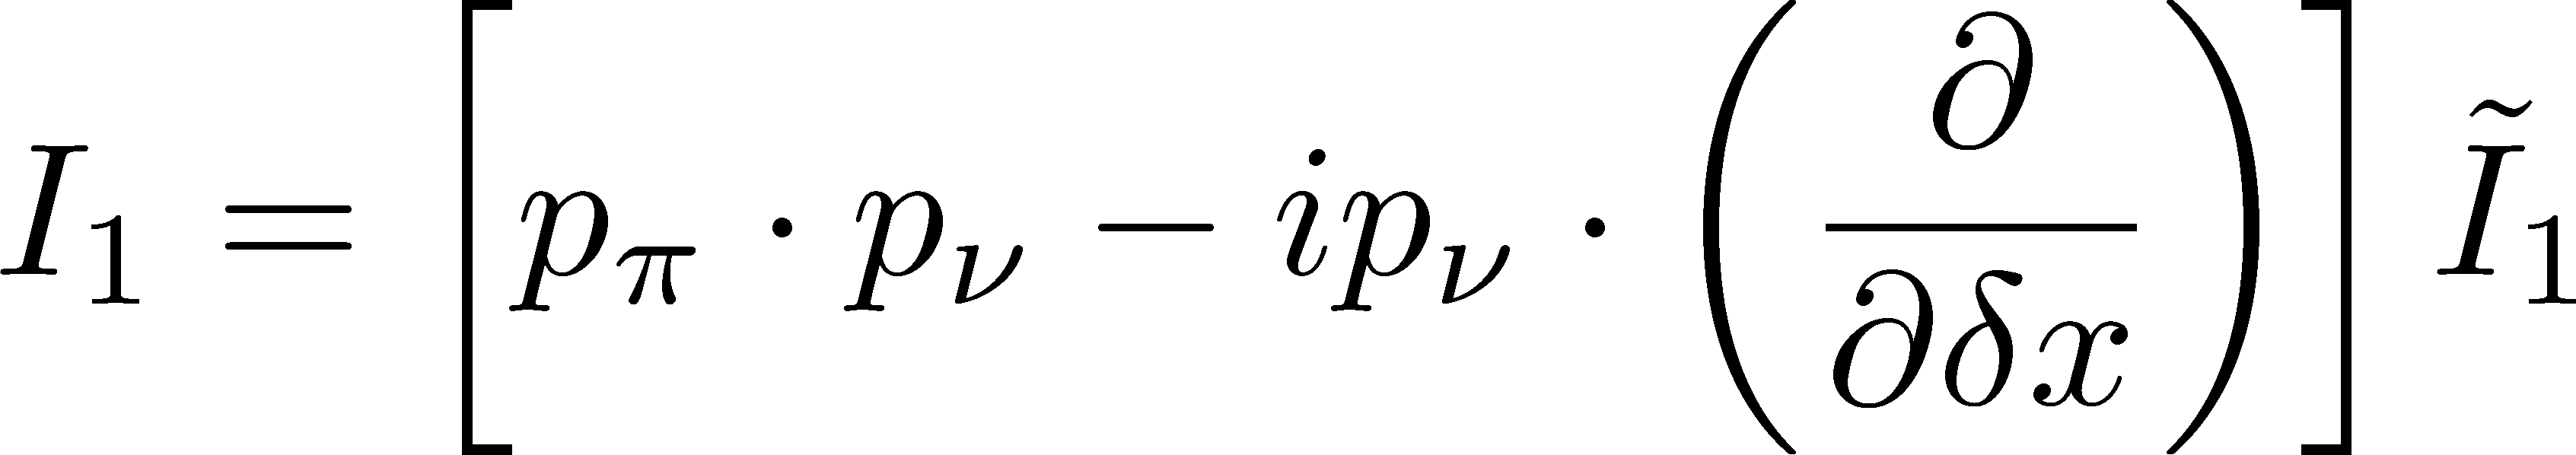 I_1 = \left[ p_\pi \cdot p_\nu - i p_\nu \cdot \left( \frac{\partial}{\partial \delta x} \right) \right] \tilde{I}_1